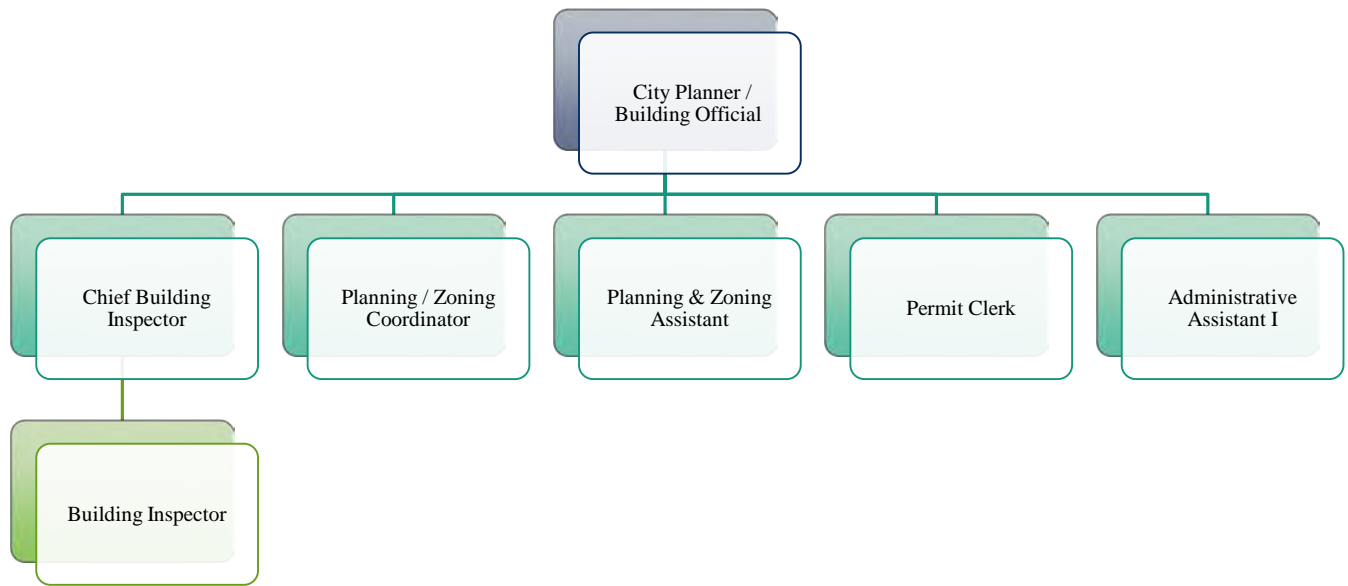 City Planner /
Building Official
Chief Building
Inspector
Planning / Zoning
Coordinator
Planning & Zoning
Assistant
Permit Clerk
Administrative
Assistant I
Building Inspector